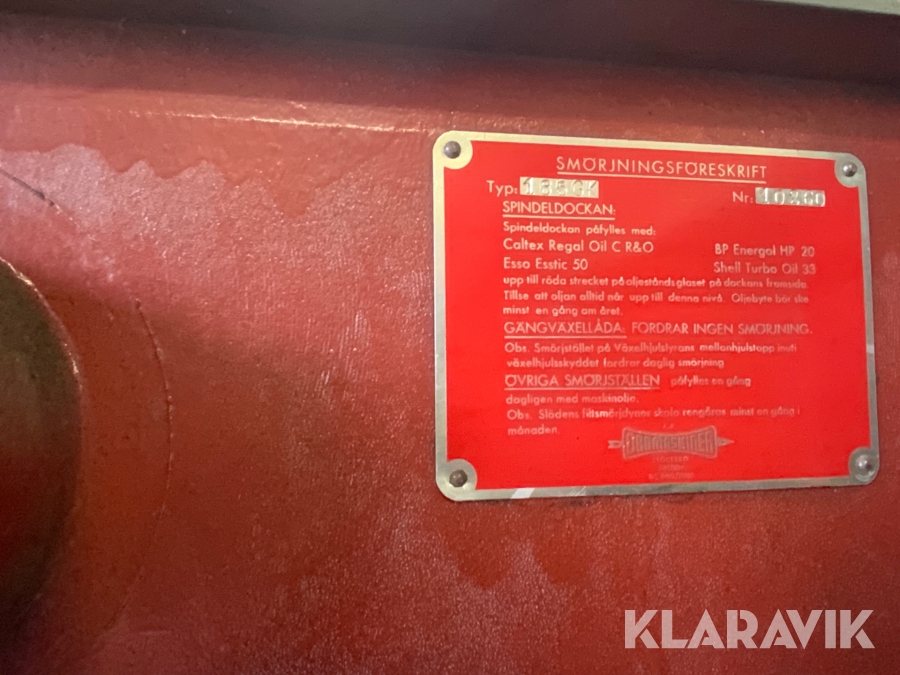 SMÖRJNINGSFÖRESKRIFT
Typ: Nr:
SPINDELDOCKAN:
Spindeldockan påfylles med:
Caltex Regal Oil C R&O BP Energol HP 20
Esso Esstic 50 Shell Turbo Oil 33
upp till röda strecket på oljeståndsglaset på dockans framsida.
Tillse att oljan alltid når upp till denna nivå. Oljebyte bör ske
minst en gång om året.
GÄNGVÄXELLÅDA: FORDRAR INGEN SMÖRJNING.
Obs. Smörjstället på Växelhjulstyrans mellanhjulstapp inuti
växelhjulsskyddet fordrar daglig smörjning
ÖVRIGA SMÖRJSTÄLLEN påfylles en gång
dagligen med maskinolja.
Obs. Slädens filtsmörjdynor skola rengöras minst en gång i
månaden.
KLARAVIK